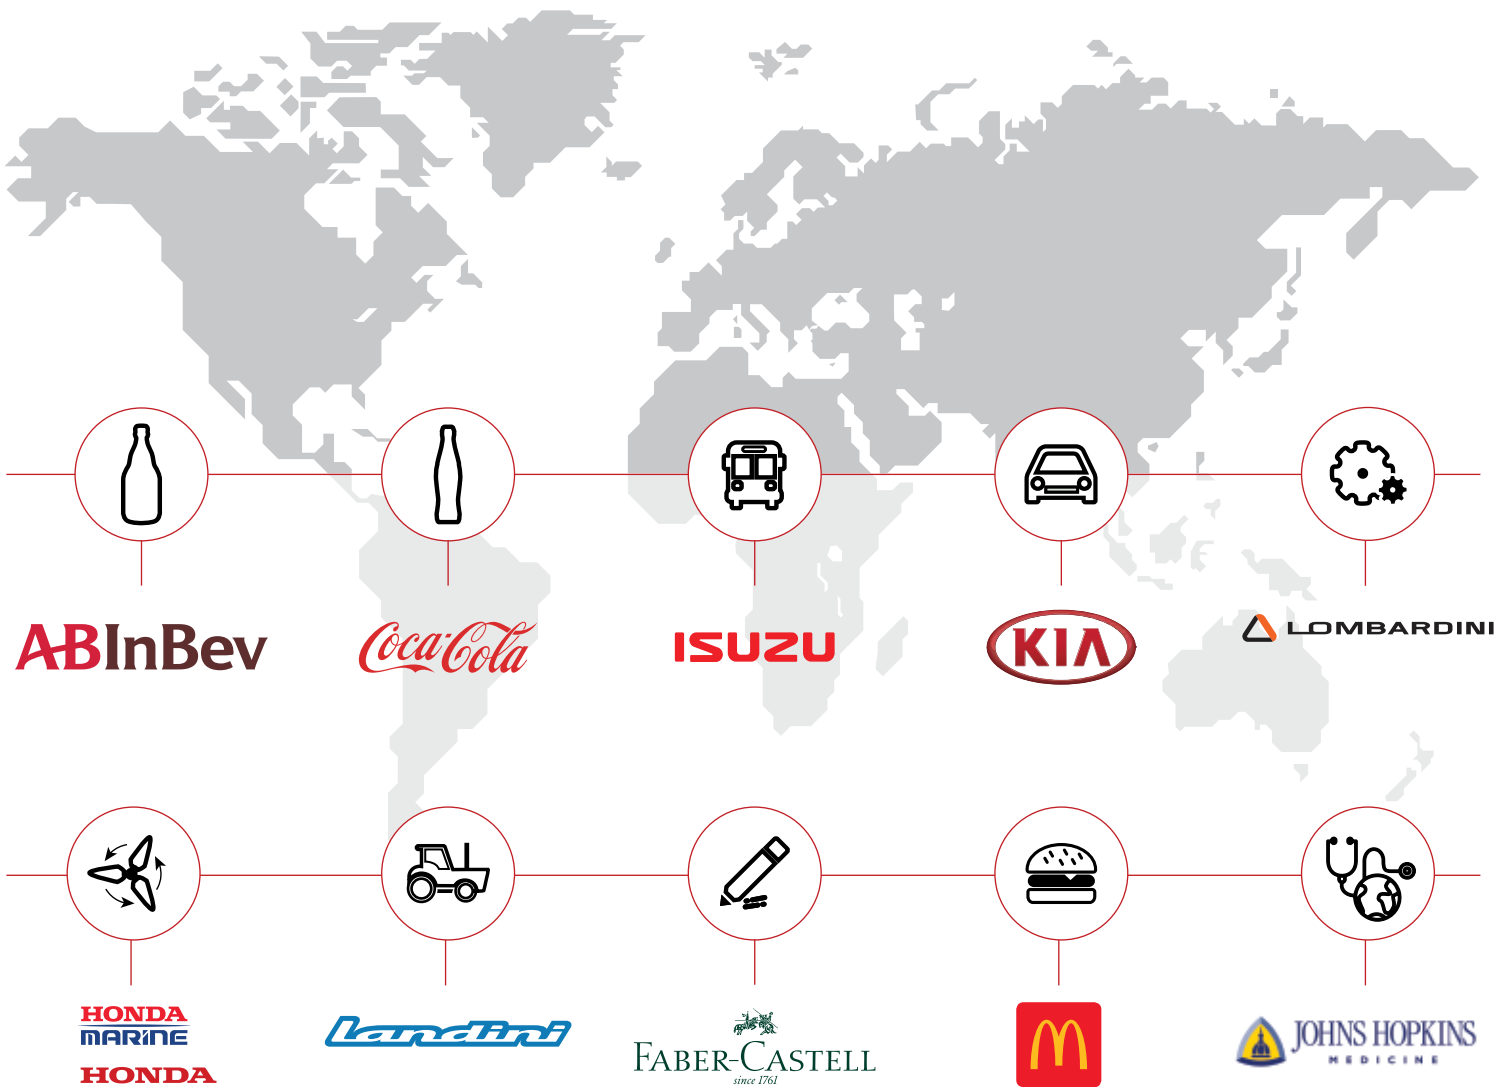 ABInBev
Coca-Cola
ISUZU
KIA
LOMBARDINI
HONDA
MARINE
HONDA
Landini
FABER-CASTELL
since 1761
M
JOHNS HOPKINS
MEDICINE